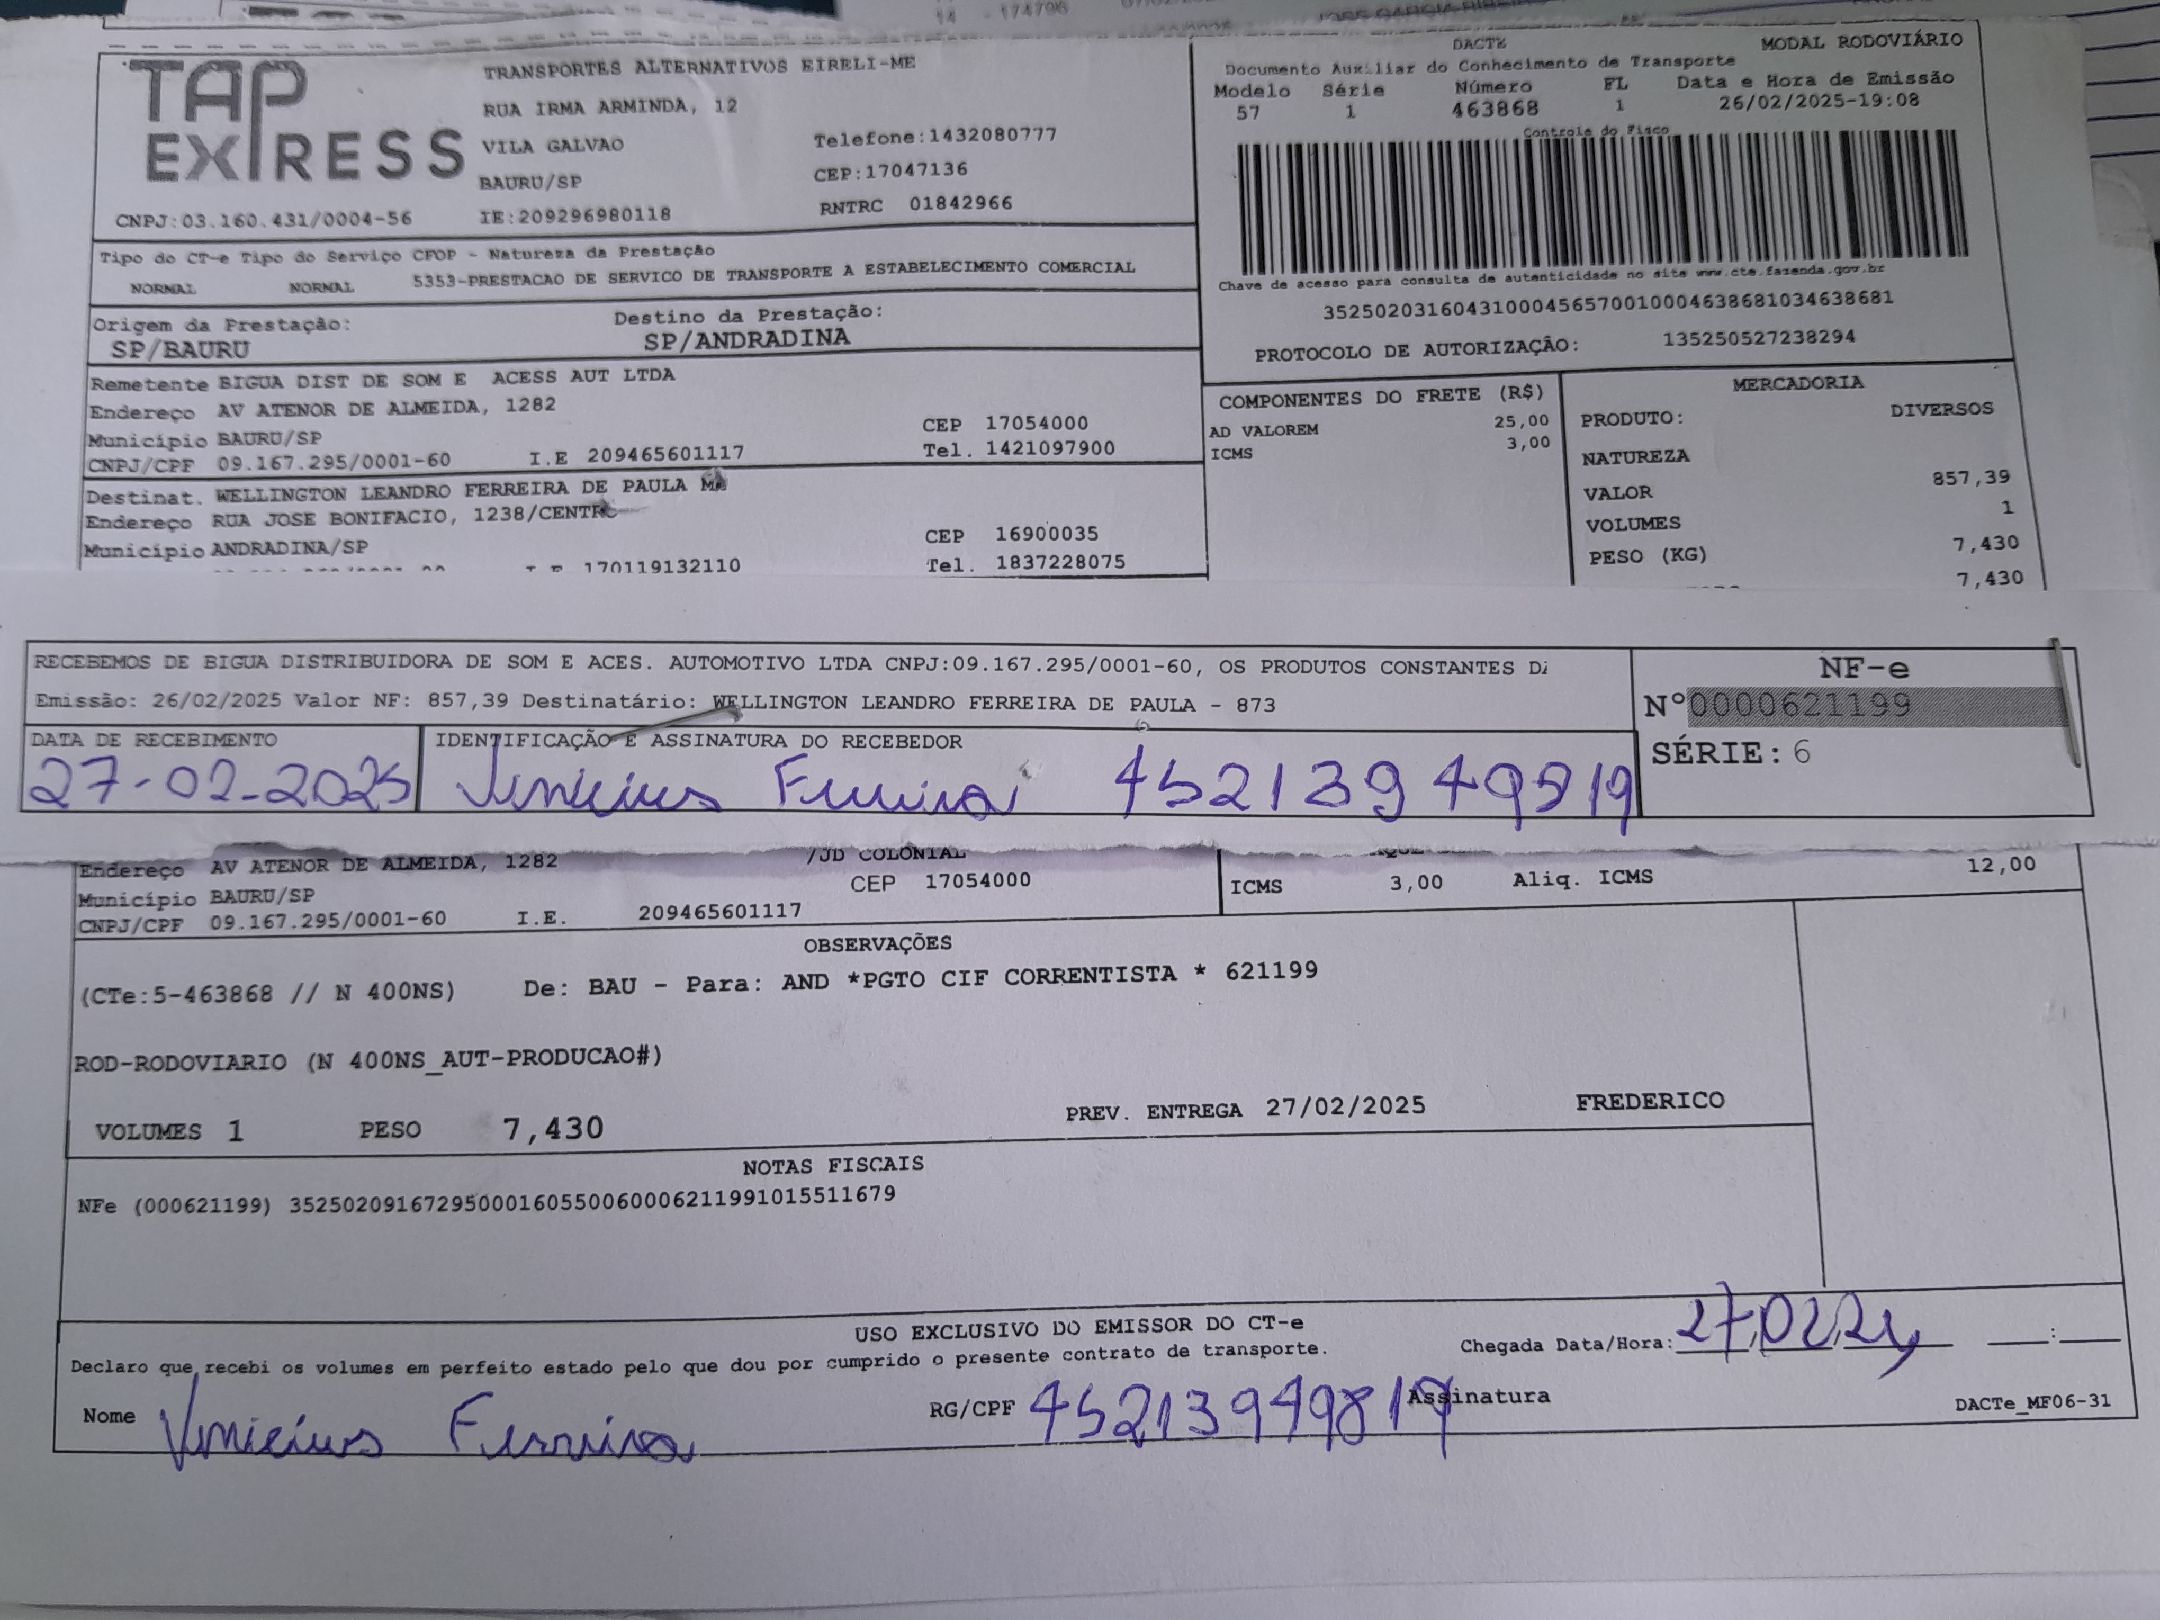 14 - 174796
TAP EXPRESS
TRANSPORTES ALTERNATIVOS EIRELI-ME
RUA IRMA ARMINDA, 12
VILA GALVAO Telefone:1432080777
BAURU/SP CEP:17047136
CNPJ:03.160.431/0004-56 IE:209296980118 RNTRC 01842966
DACTE MODAL RODOVIÁRIO
Documento Auxiliar do Conhecimento de Transporte
Modelo Série Número FL Data e Hora de Emissão
57 1 463868 1 26/02/2025-19:08
Controle do Fisco
Chave de acesso para consulta de autenticidade no site www.cte.fazenda.gov.br
35250203160431000456570010004638681034638681
PROTOCOLO DE AUTORIZAÇÃO: 135250527238294
Tipo do CT-e Tipo do Serviço CFOP - Natureza da Prestação
NORMAL NORMAL 5353-PRESTACAO DE SERVICO DE TRANSPORTE A ESTABELECIMENTO COMERCIAL
Origem da Prestação: Destino da Prestação:
SP/BAURU SP/ANDRADINA
Remetente BIGUA DIST DE SOM E ACESS AUT LTDA
Endereço AV ATENOR DE ALMEIDA, 1282
Município BAURU/SP CEP 17054000
CNPJ/CPF 09.167.295/0001-60 I.E 209465601117 Tel. 1421097900
Destinat. WELLINGTON LEANDRO FERREIRA DE PAULA
Endereço RUA JOSE BONIFACIO, 1238/CENTRO
Município ANDRADINA/SP CEP 16900035
170119132110 Tel. 1837228075
COMPONENTES DO FRETE (R$)
AD VALOREM 25,00
ICMS 3,00
MERCADORIA
PRODUTO: DIVERSOS
NATUREZA
VALOR 857,39
VOLUMES 1
PESO (KG) 7,430
7,430
RECEBEMOS DE BIGUA DISTRIBUIDORA DE SOM E ACES. AUTOMOTIVO LTDA CNPJ:09.167.295/0001-60, OS PRODUTOS CONSTANTES
Emissão: 26/02/2025 Valor NF: 857,39 Destinatário: WELLINGTON LEANDRO FERREIRA DE PAULA - 873
DATA DE RECEBIMENTO IDENTIFICAÇÃO E ASSINATURA DO RECEBEDOR
27-02-2025 Vinicius Ferreira 45213949819
NF-e
Nº0000621199
SÉRIE: 6
Endereço AV ATENOR DE ALMEIDA, 1282 /JD COLONIAL
Município BAURU/SP CEP 17054000
CNPJ/CPF 09.167.295/0001-60 I.E. 209465601117
12,00
ICMS 3,00 Aliq. ICMS
OBSERVAÇÕES
(CTe:5-463868 // N 400NS) De: BAU - Para: AND *PGTO CIF CORRENTISTA * 621199
ROD-RODOVIARIO (N 400NS_AUT-PRODUCAO#)
VOLUMES 1 PESO 7,430 PREV. ENTREGA 27/02/2025 FREDERICO
NOTAS FISCAIS
NFe (000621199) 35250209167295000160550060006211991015511679
USO EXCLUSIVO DO EMISSOR DO CT-e
Declaro que recebi os volumes em perfeito estado pelo que dou por cumprido o presente contrato de transporte.
Chegada Data/Hora: 27,02,24 :
Nome Vinicius Ferreira RG/CPF 45213949819 Assinatura
DACTe_MF06-31